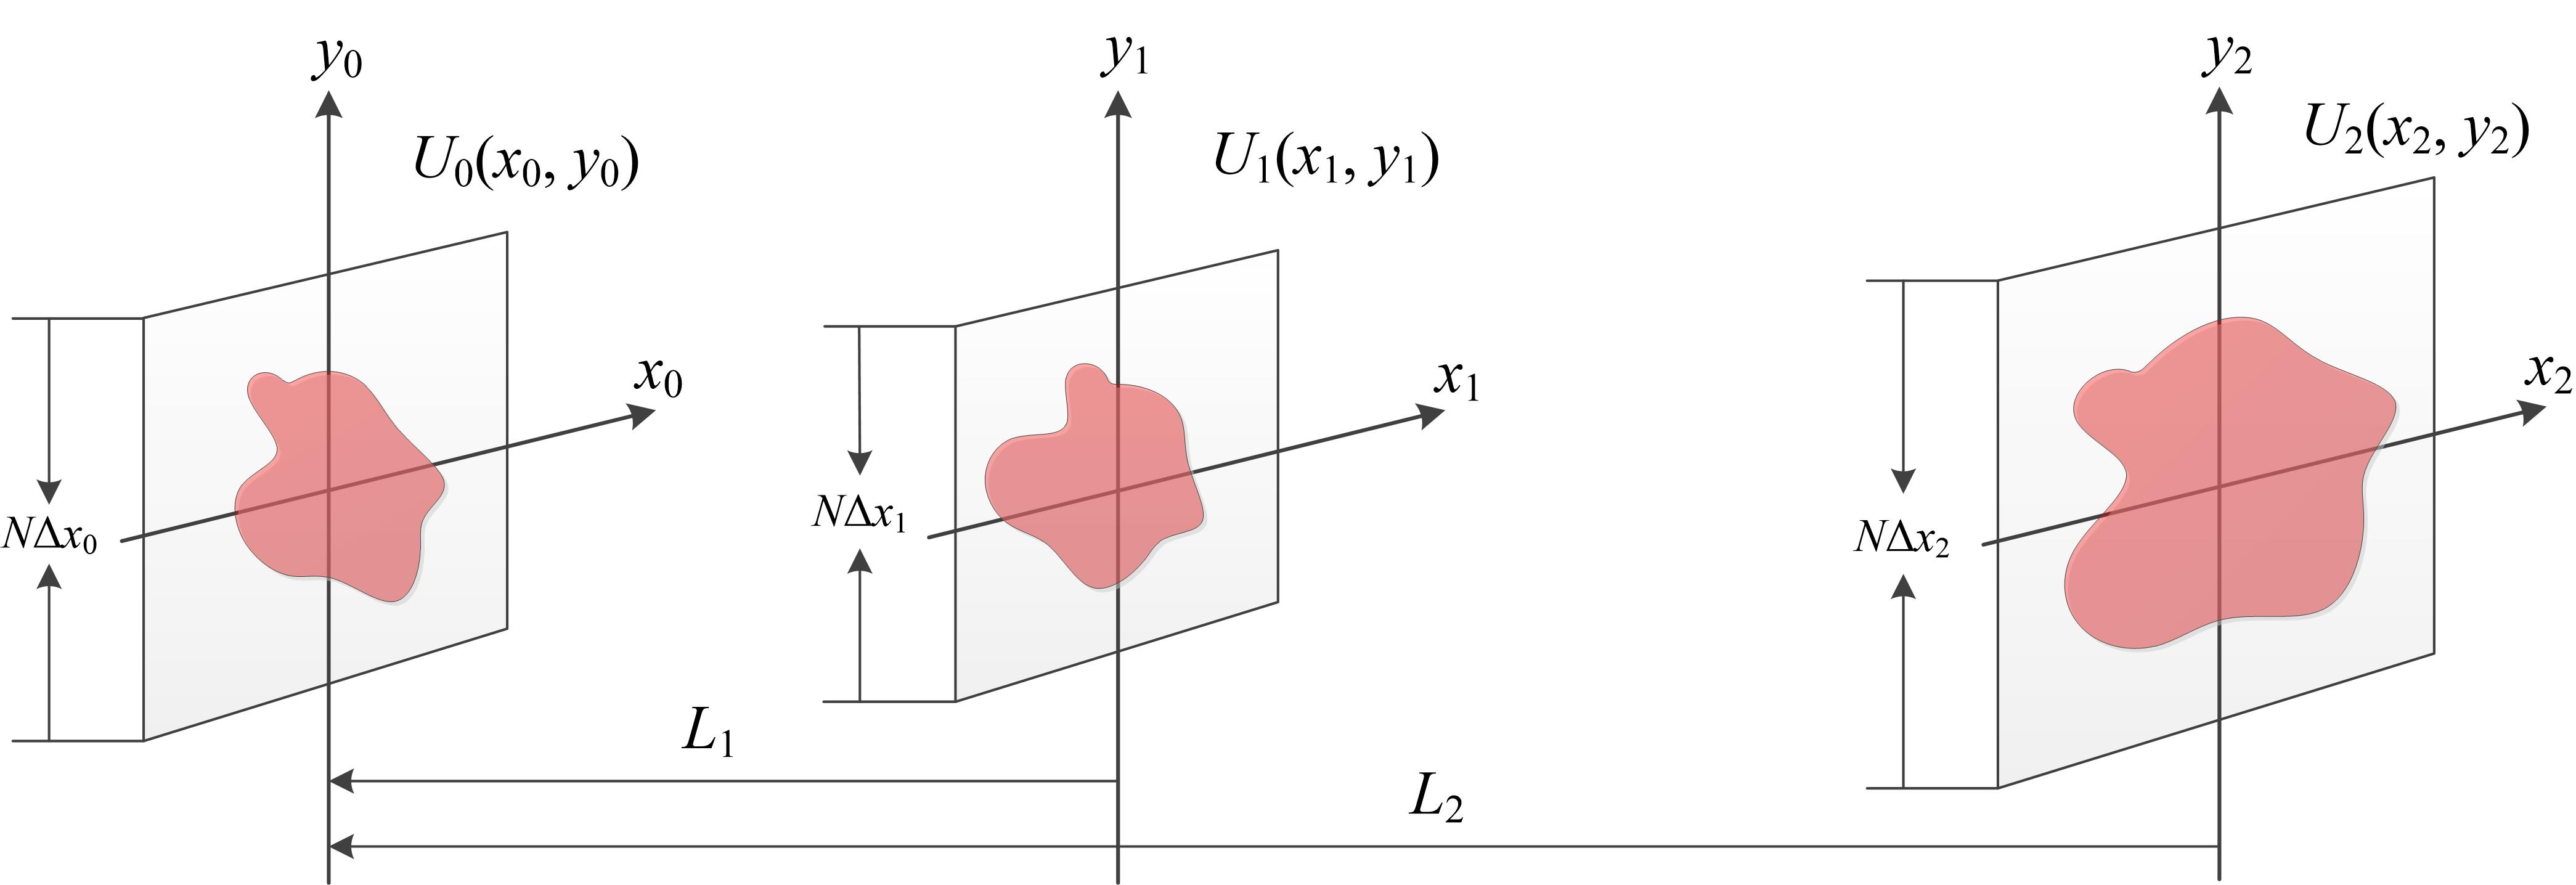 y₀
y₁
y₂
U₀(x₀, y₀)
U₁(x₁, y₁)
U₂(x₂, y₂)
x₀
x₁
x₂
NΔx₀
NΔx₁
NΔx₂
L₁
L₂